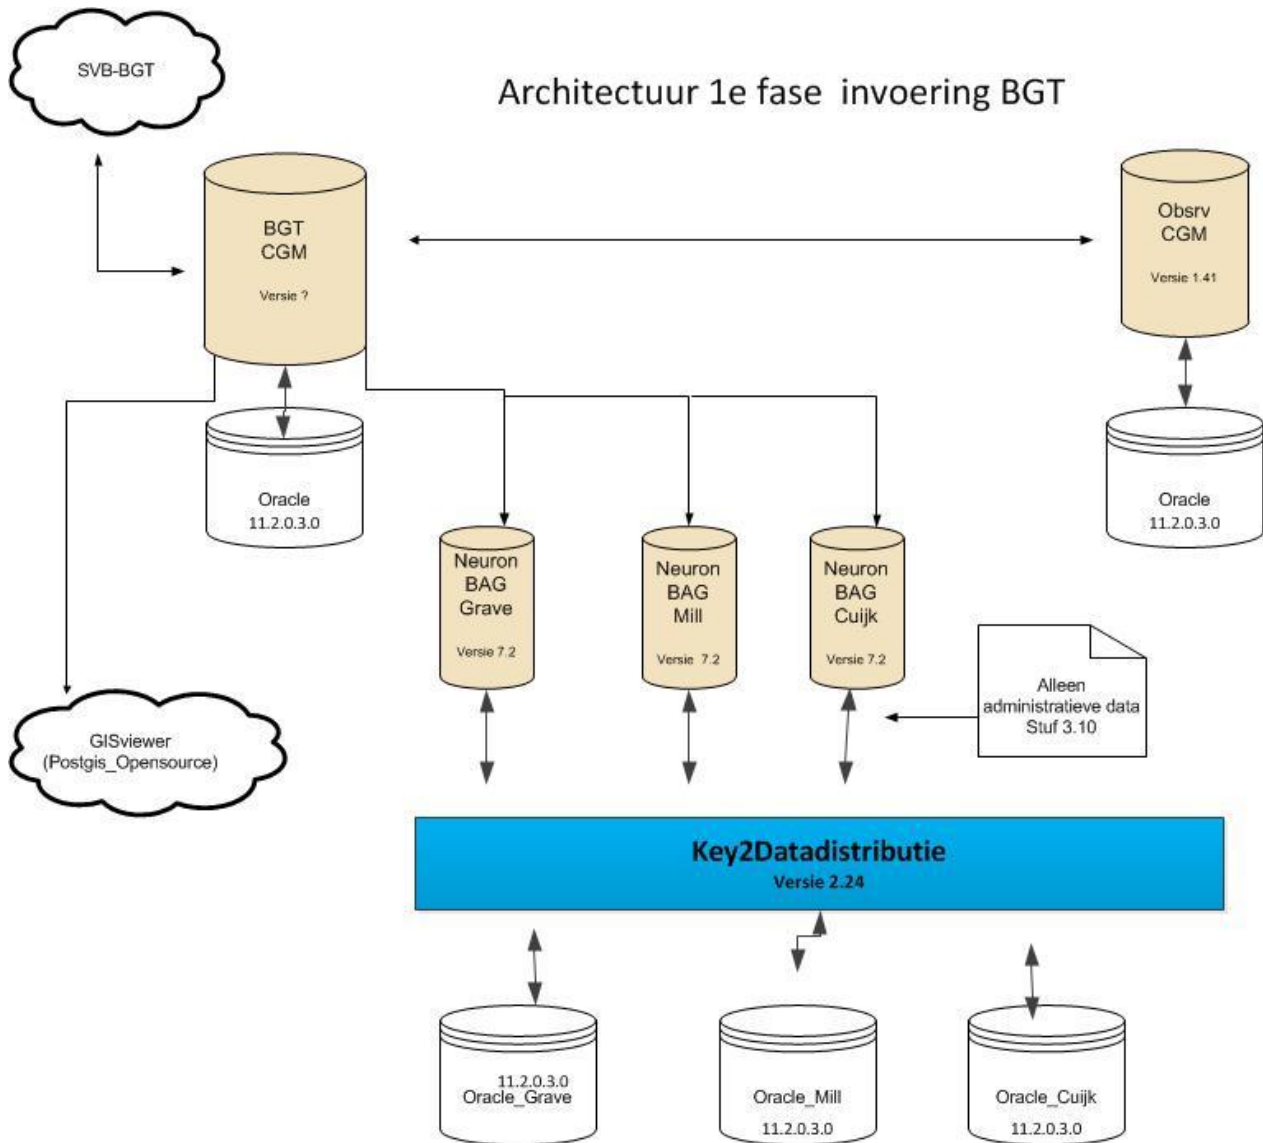 SVB-BGT
Architectuur 1e fase invoering BGT
BGT
CGM
Versie ?
Obsrv
CGM
Versie 1.41
Oracle
11.2.0.3.0
Oracle
11.2.0.3.0
Neuron
BAG
Grave
Versie 7.2
Neuron
BAG
Mill
Versie 7.2
Neuron
BAG
Cuijk
Versie 7.2
Alleen
administratieve data
Stuf 3.10
GISviewer
(Postgis_Opensource)
Key2Datadistributie
Versie 2.24
11.2.0.3.0
Oracle_Grave
Oracle_Mill
11.2.0.3.0
Oracle_Cuijk
11.2.0.3.0